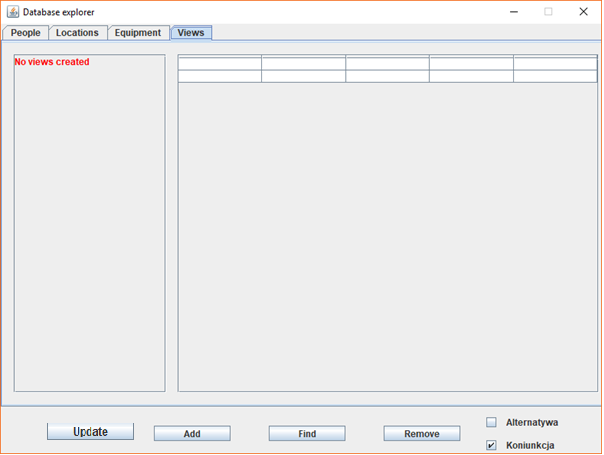 Database explorer
People Locations Equipment Views
No views created
Update Add Find Remove
Alternatywa
Koniunkcja